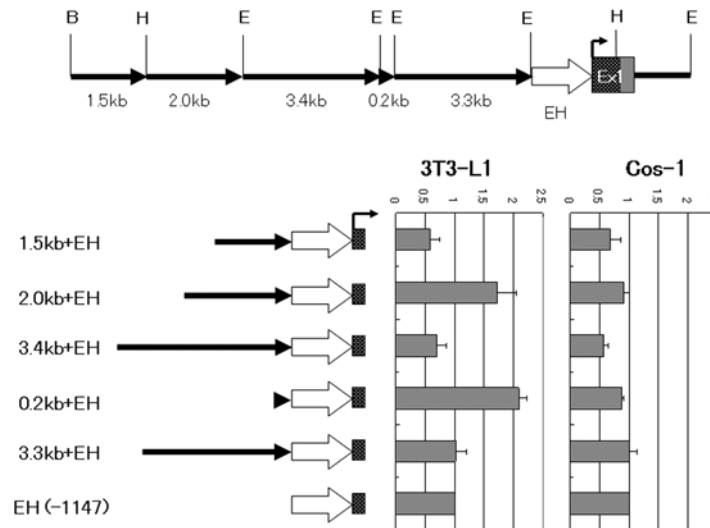 B H E E E E H E
Ex1
1.5kb 2.0kb 3.4kb 0.2kb 3.3kb EH
3T3-L1 Cos-1
0 0.5 1 1.5 2 2.5 0 0.5 1 1.5 2
1.5kb+EH
2.0kb+EH
3.4kb+EH
0.2kb+EH
3.3kb+EH
EH (-1147)